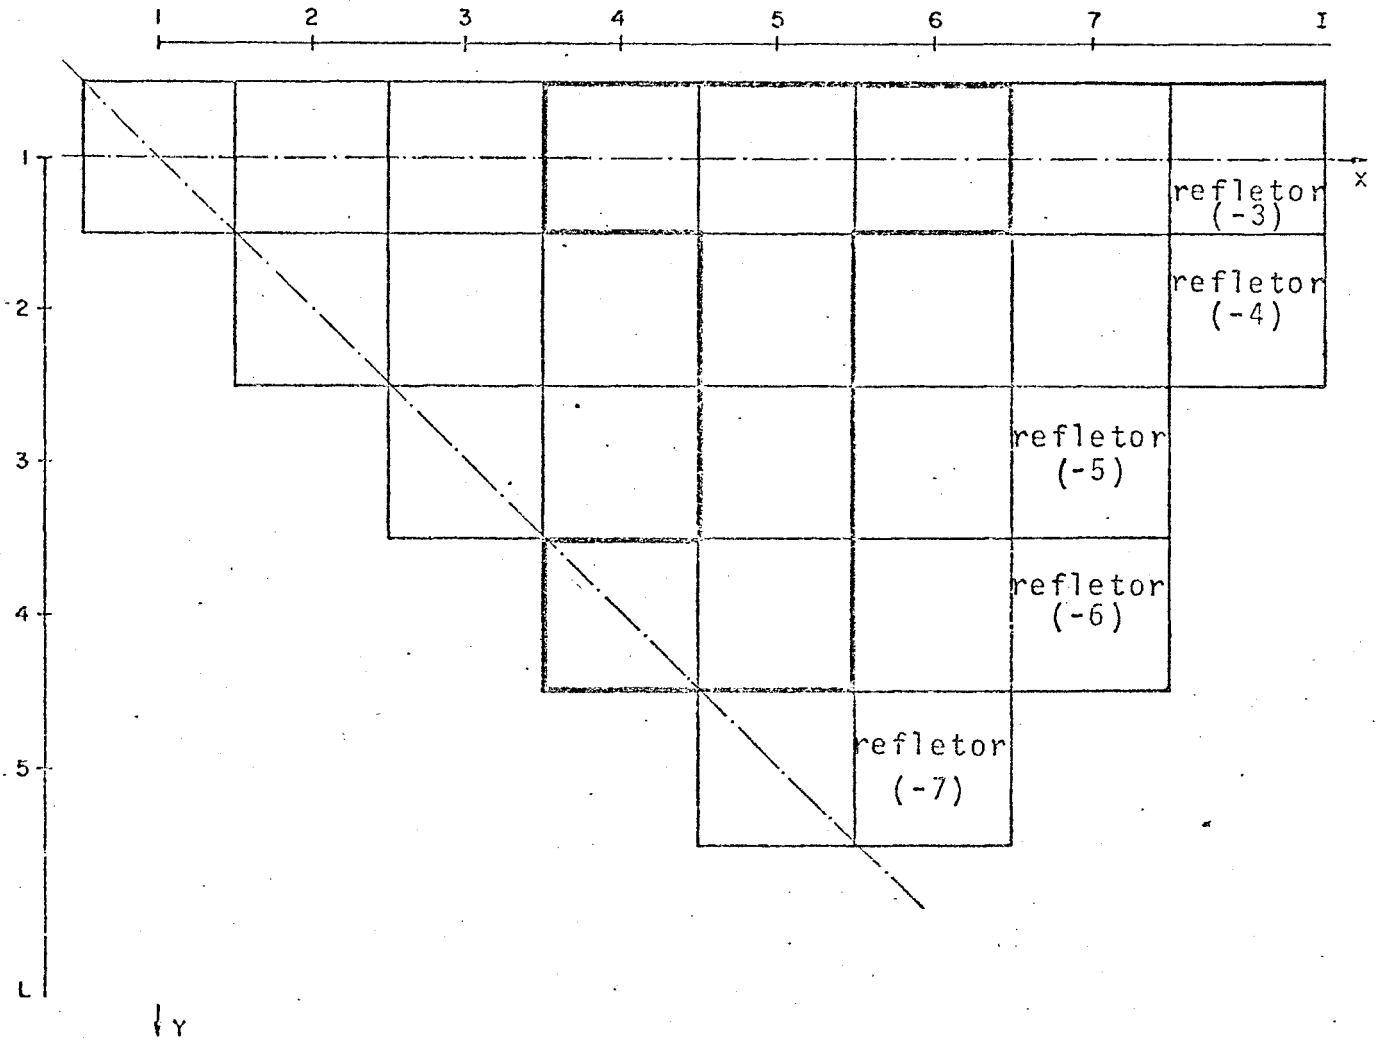 1 2 3 4 5 6 7 I
1
X
refletor
(-3)
2
refletor
(-4)
3
refletor
(-5)
4
refletor
(-6)
5
refletor
(-7)
L
Y